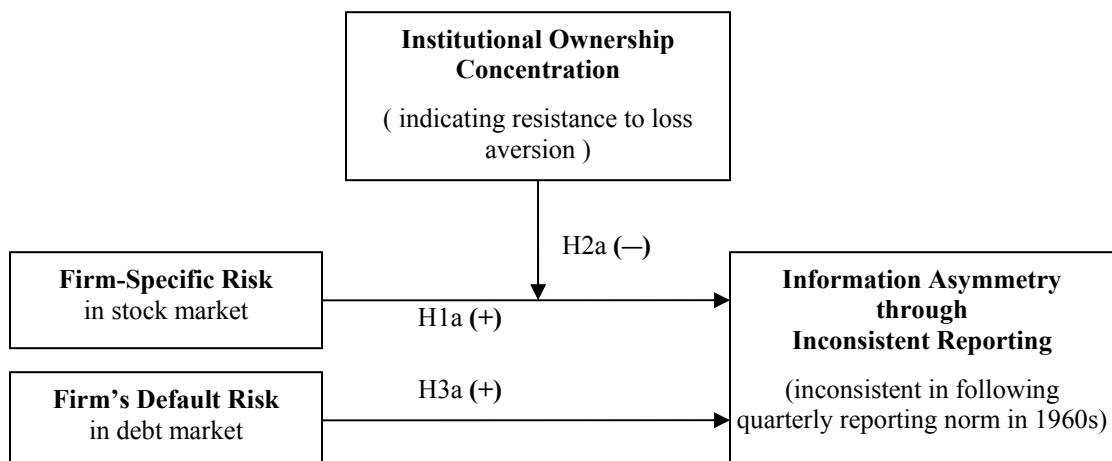 Institutional Ownership
Concentration
( indicating resistance to loss
aversion )
H2a (—)
Firm-Specific Risk
in stock market
H1a (+)
Firm’s Default Risk
in debt market
H3a (+)
Information Asymmetry
through
Inconsistent Reporting
(inconsistent in following
quarterly reporting norm in 1960s)